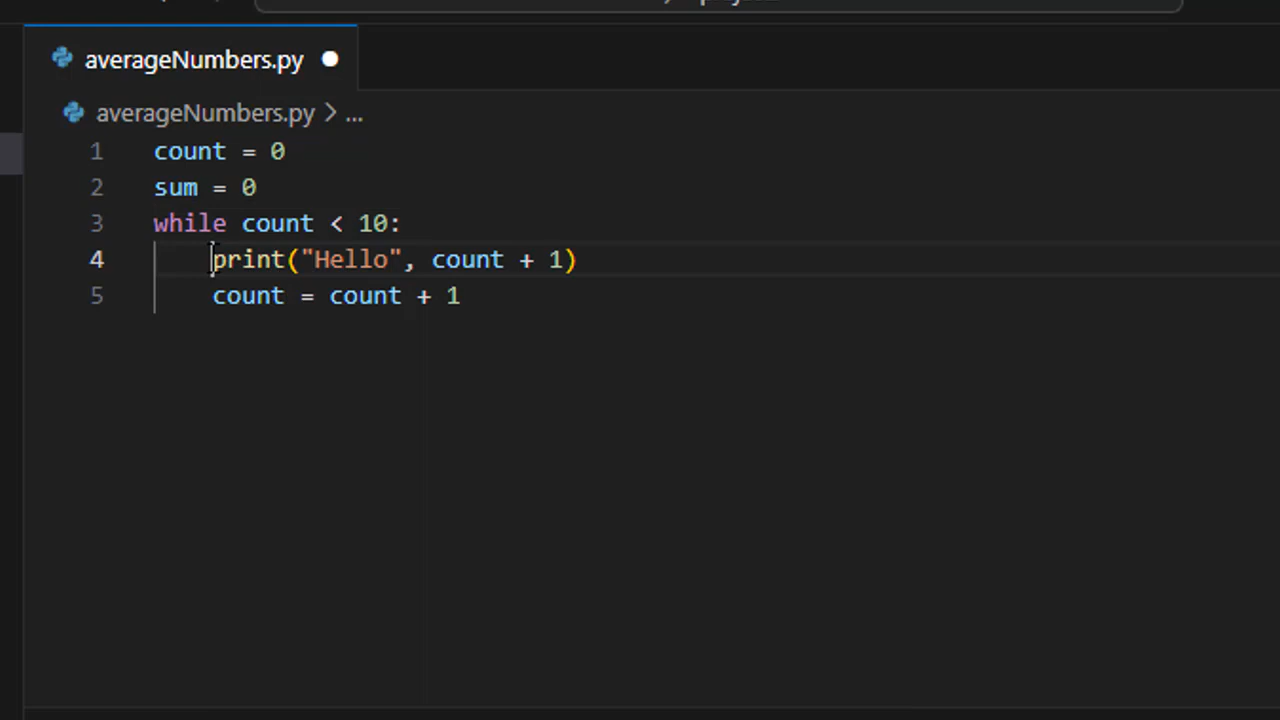 averageNumbers.py
averageNumbers.py > ...
1 count = 0
2 sum = 0
3 while count < 10:
4     print("Hello", count + 1)
5     count = count + 1